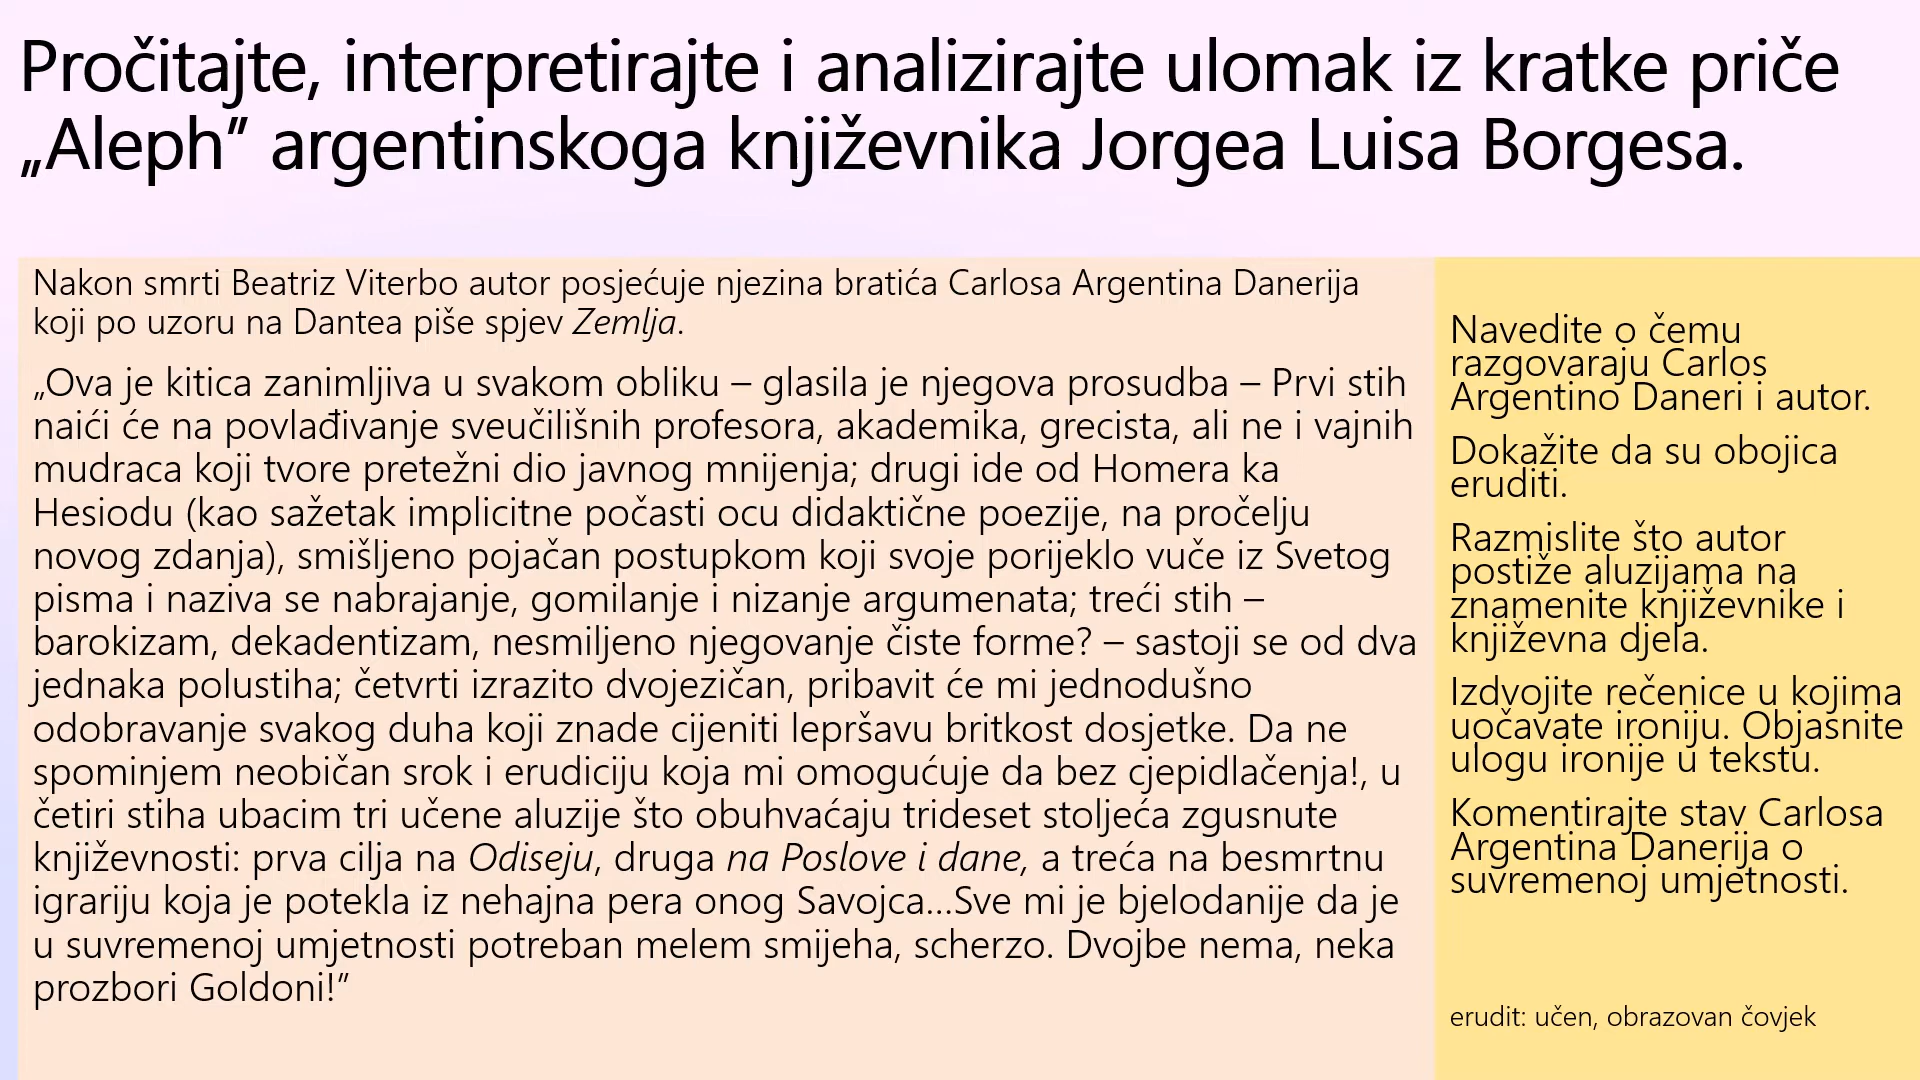 Pročitajte, interpretirajte i analizirajte ulomak iz kratke priče
„Aleph” argentinskoga književnika Jorgea Luisa Borgesa.
Nakon smrti Beatriz Viterbo autor posjećuje njezina bratića Carlosa Argentina Danerija
koji po uzoru na Dantea piše spjev Zemlja.
„Ova je kitica zanimljiva u svakom obliku – glasila je njegova prosudba – Prvi stih
naići će na povlađivanje sveučilišnih profesora, akademika, grecista, ali ne i vajnih
mudraca koji tvore pretežni dio javnog mnijenja; drugi ide od Homera ka
Hesiodu (kao sažetak implicitne počasti ocu didaktične poezije, na pročelju
novog zdanja), smišljeno pojačan postupkom koji svoje porijeklo vuče iz Svetog
pisma i naziva se nabrajanje, gomilanje i nizanje argumenata; treći stih –
barokizam, dekadentizam, nesmiljeno njegovanje čiste forme? – sastoji se od dva
jednaka polustiha; četvrti izrazito dvojezičan, pribavit će mi jednodušno
odobravanje svakog duha koji znade cijeniti lepršavu britkost dosjetke. Da ne
spominjem neobičan srok i erudiciju koja mi omogućuje da bez cjepidlačenja!, u
četiri stiha ubacim tri učene aluzije što obuhvaćaju trideset stoljeća zgusnute
književnosti: prva cilja na Odiseju, druga na Poslove i dane, a treća na besmrtnu
igrariju koja je potekla iz nehajna pera onog Savojca...Sve mi je bjelodanije da je
u suvremenoj umjetnosti potreban melem smijeha, scherzo. Dvojbe nema, neka
prozbori Goldoni!”
Navedite o čemu
razgovaraju Carlos
Argentino Daneri i autor.
Dokažite da su obojica
eruditi.
Razmislite što autor
postiže aluzijama na
znamenite književnike i
književna djela.
Izdvojite rečenice u kojima
uočavate ironiju. Objasnite
ulogu ironije u tekstu.
Komentirajte stav Carlosa
Argentina Danerija o
suvremenoj umjetnosti.
erudit: učen, obrazovan čovjek